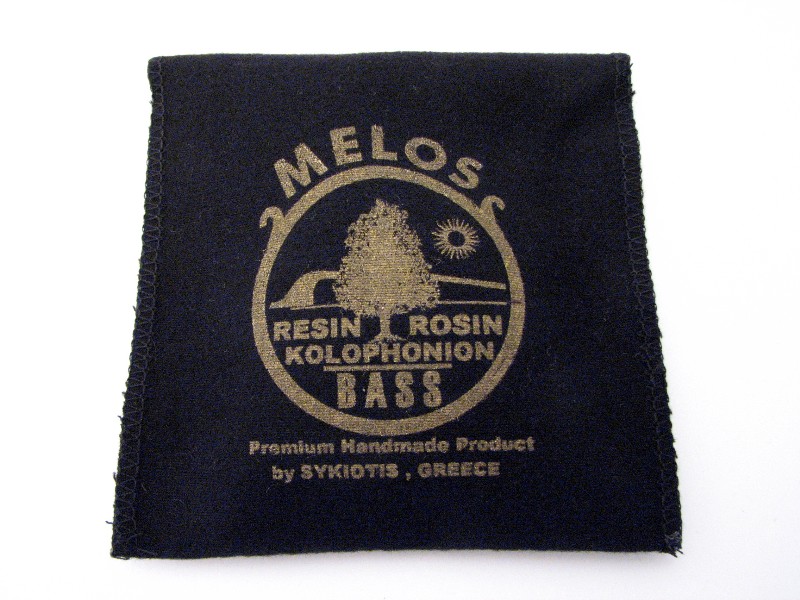 MELOS
RESIN ROSIN
KOLOPHONION
BASS
Premium Handmade Product
by SYKIOTIS , GREECE